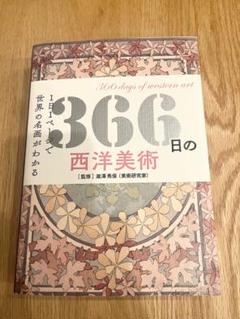 366 days of western art
1日1ページで
世界の名画がわかる
366日の
西洋美術
[監修] 瀧澤秀保（美術研究家）